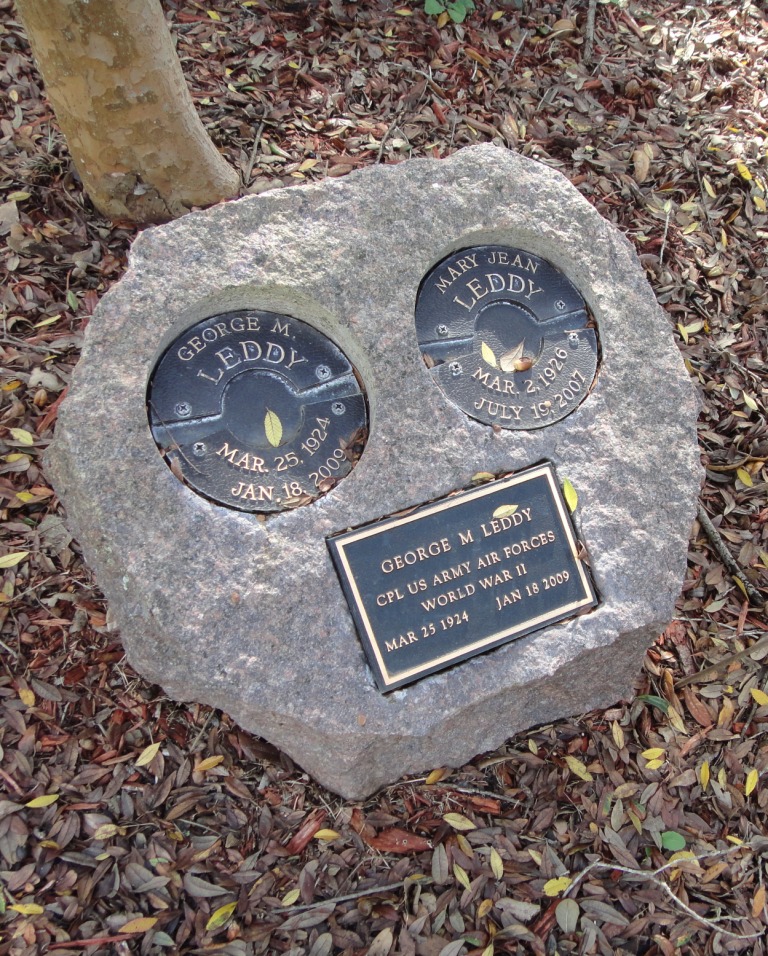 GEORGE M.
LEDDY
MAR. 25, 1924
JAN. 18, 2009
MARY JEAN
LEDDY
MAR. 2, 1926
JULY 19, 2007
GEORGE M LEDDY
CPL US ARMY AIR FORCES
WORLD WAR II
MAR 25 1924 JAN 18 2009